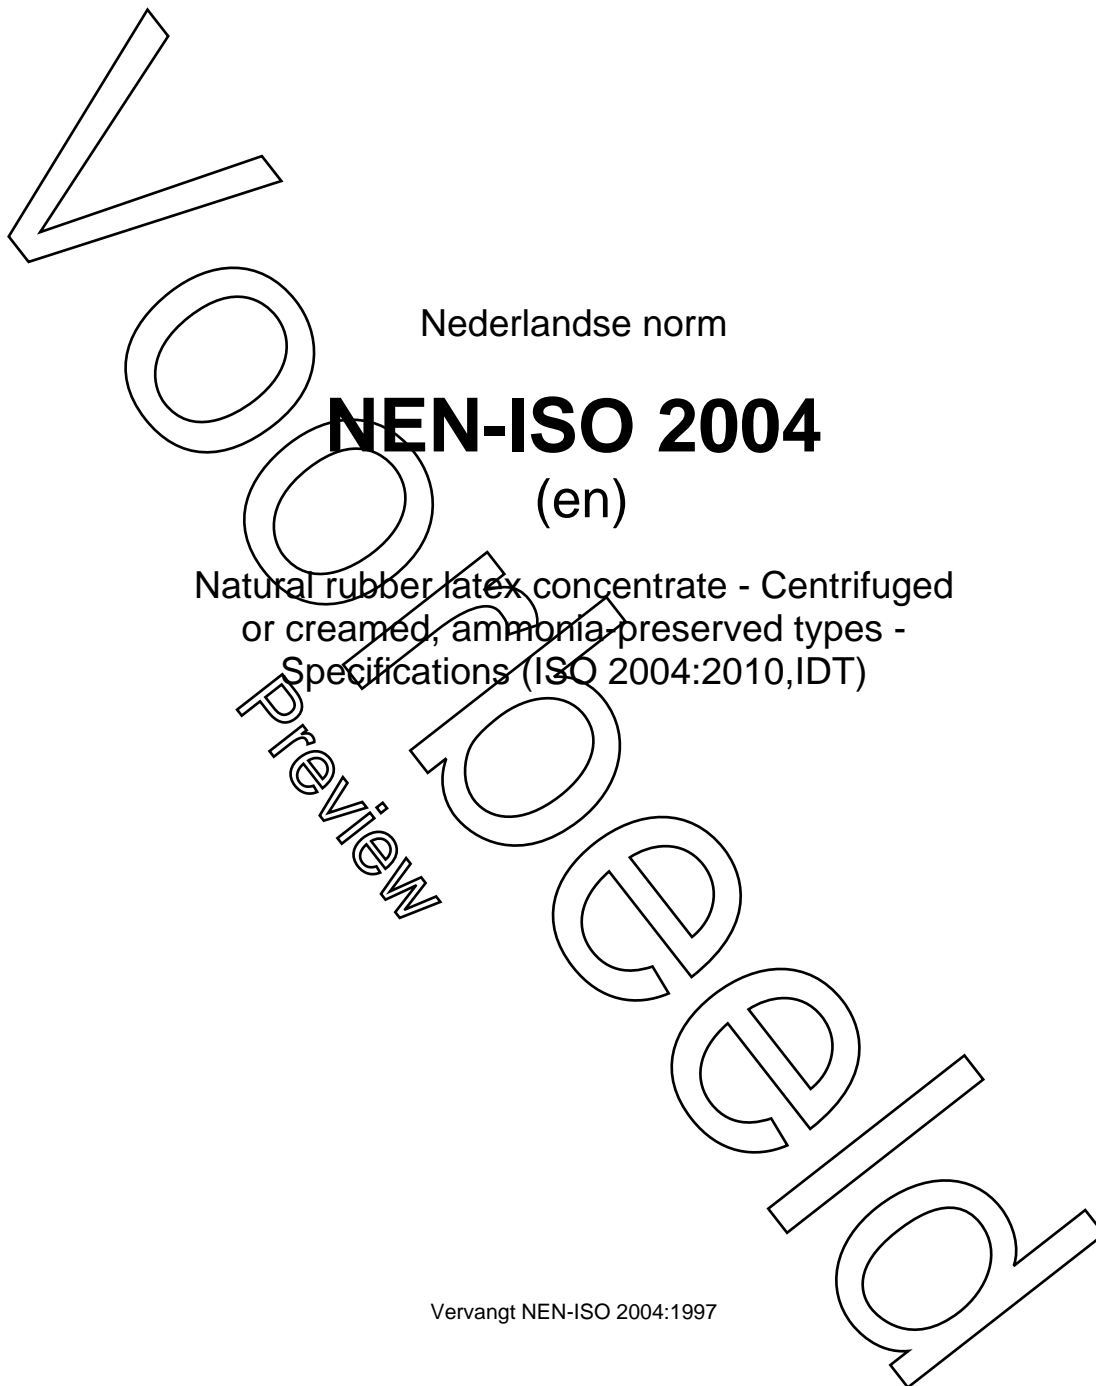 Nederlandse norm
NEN-ISO 2004
(en)
Natural rubber latex concentrate - Centrifuged
or creamed, ammonia-preserved types -
Specifications (ISO 2004:2010,IDT)
Voorbeeld
Preview
Vervangt NEN-ISO 2004:1997